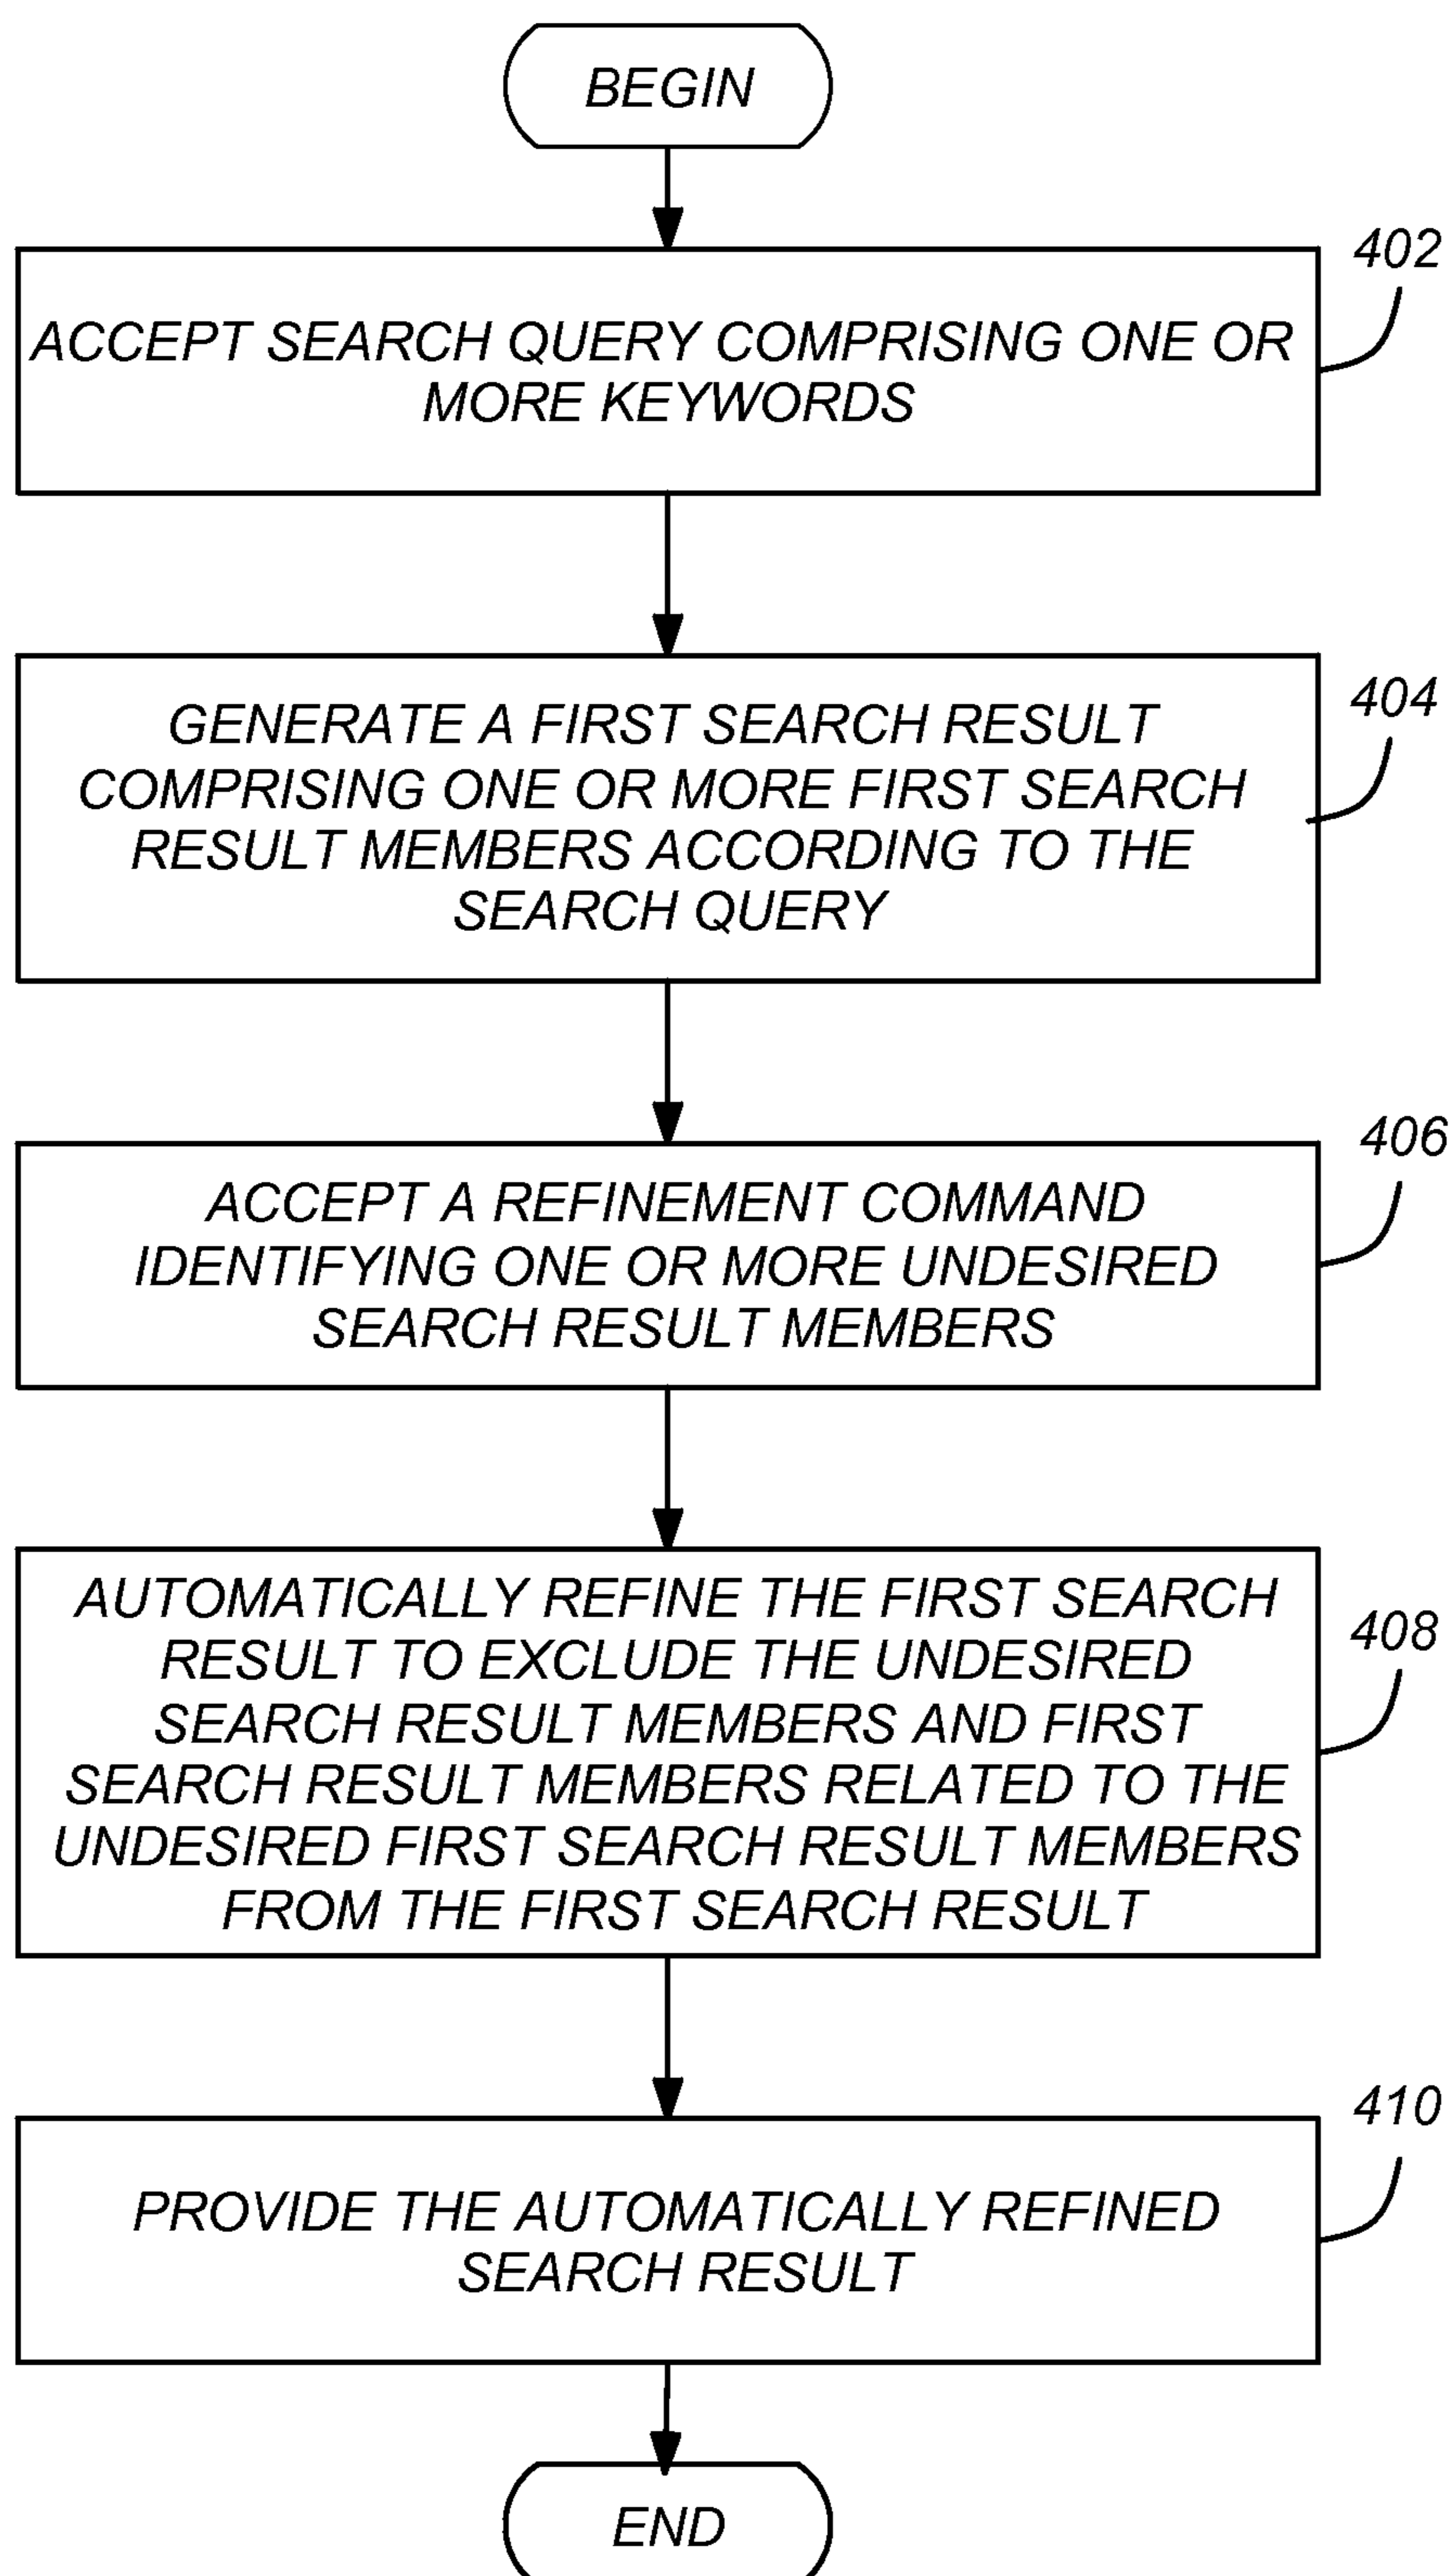 BEGIN
402
ACCEPT SEARCH QUERY COMPRISING ONE OR
MORE KEYWORDS
404
GENERATE A FIRST SEARCH RESULT
COMPRISING ONE OR MORE FIRST SEARCH
RESULT MEMBERS ACCORDING TO THE
SEARCH QUERY
406
ACCEPT A REFINEMENT COMMAND
IDENTIFYING ONE OR MORE UNDESIRED
SEARCH RESULT MEMBERS
408
AUTOMATICALLY REFINE THE FIRST SEARCH
RESULT TO EXCLUDE THE UNDESIRED
SEARCH RESULT MEMBERS AND FIRST
SEARCH RESULT MEMBERS RELATED TO THE
UNDESIRED FIRST SEARCH RESULT MEMBERS
FROM THE FIRST SEARCH RESULT
410
PROVIDE THE AUTOMATICALLY REFINED
SEARCH RESULT
END